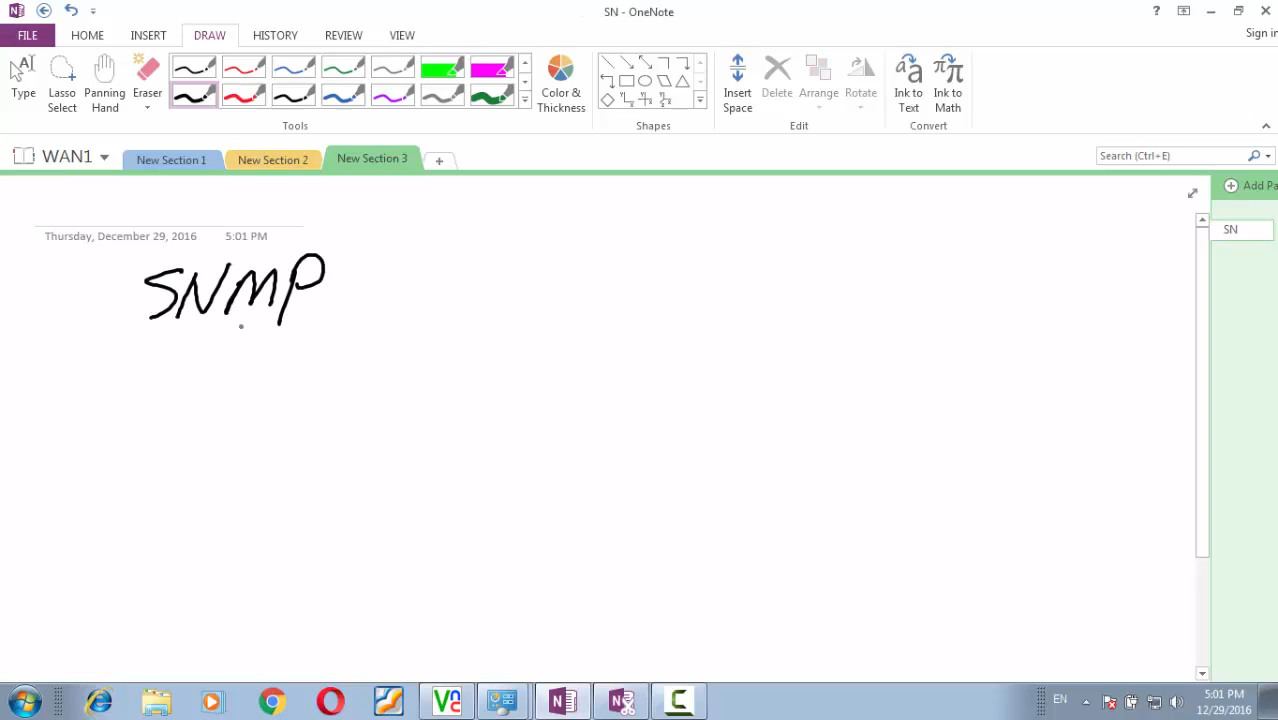 SN - OneNote
?
Sign in
FILE HOME INSERT DRAW HISTORY REVIEW VIEW
Type
Lasso Select
Panning Hand
Eraser
Color & Thickness
Insert Space
Delete
Arrange
Rotate
Ink to Text
Ink to Math
Tools
Shapes
Edit
Convert
WAN1
New Section 1
New Section 2
New Section 3
Search (Ctrl+E)
Add Pa
SN
Thursday, December 29, 2016 5:01 PM
SNMP
EN
5:01 PM
12/29/2016